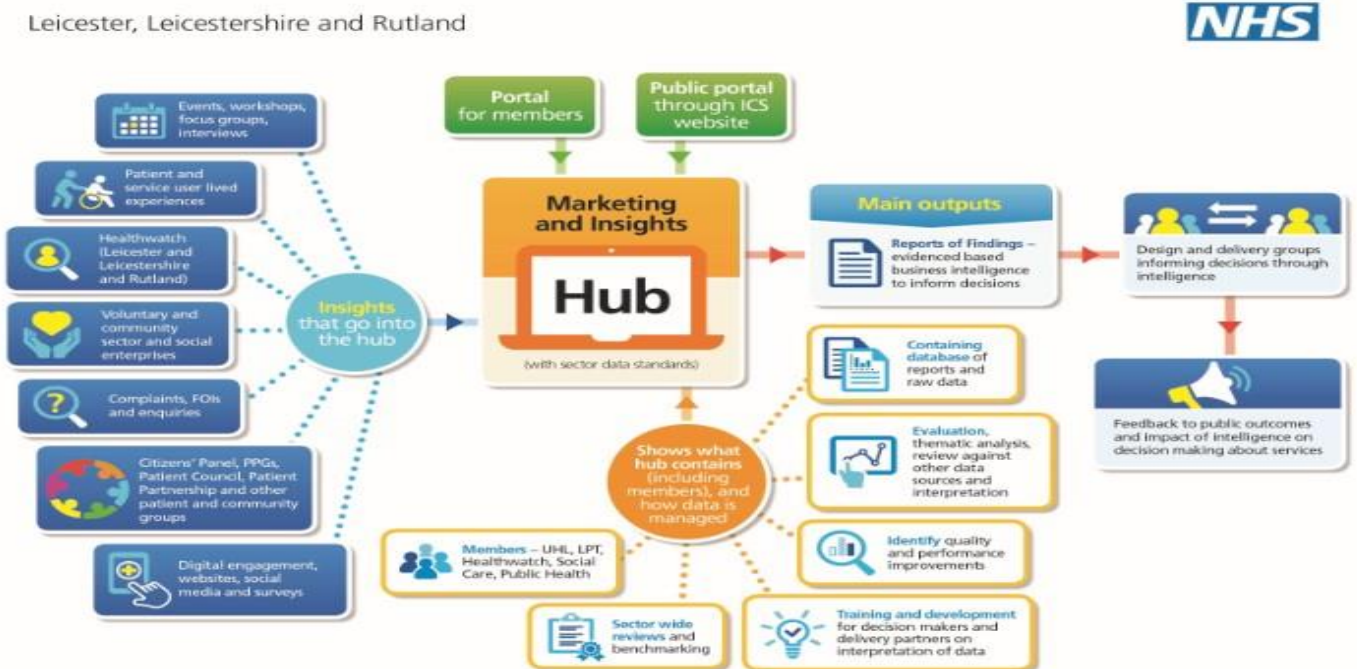 Leicester, Leicestershire and Rutland
NHS
Events, workshops,
focus groups,
interviews
Patient and
service user lived
experiences
Healthwatch
(Leicester and
Leicestershire
and Rutland)
Voluntary and
community
sector and social
enterprises
Complaints, FOIs
and enquiries
Citizens' Panel, PPGs,
Patient Council, Patient
Partnership and other
patient and community
groups
Digital engagement,
websites, social
media and surveys
Insights
that go into
the hub
Portal
for members
Public portal
through ICS
website
Marketing
and Insights
Hub
(with sector data standards)
Main outputs
Reports of Findings –
evidenced based
business intelligence
to inform decisions
Design and delivery groups
informing decisions through
intelligence
Feedback to public outcomes
and impact of intelligence on
decision making about services
Shows what
hub contains
(including
members), and
how data is
managed
Containing
database of
reports and
raw data
Evaluation,
thematic analysis,
review against
other data
sources and
interpretation
Identify quality
and performance
improvements
Training and development
for decision makers and
delivery partners on
interpretation of data
Sector wide
reviews and
benchmarking
Members – UHL, LPT,
Healthwatch, Social
Care, Public Health